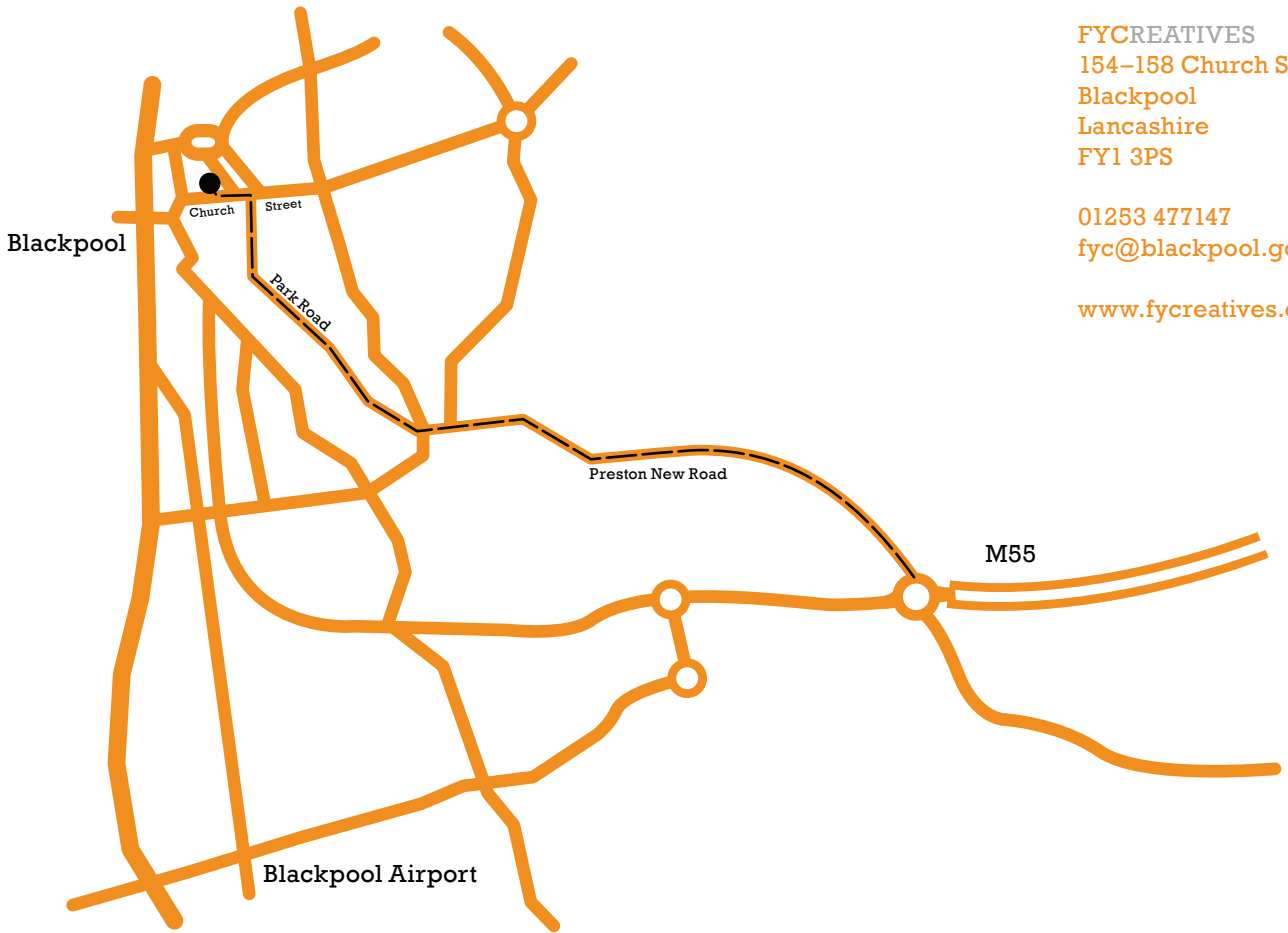 FYCREATIVES
154–158 Church S
Blackpool
Lancashire
FY1 3PS
01253 477147
fyc@blackpool.go
www.fycreatives.c
Church Street
Blackpool
Park Road
Preston New Road
M55
Blackpool Airport